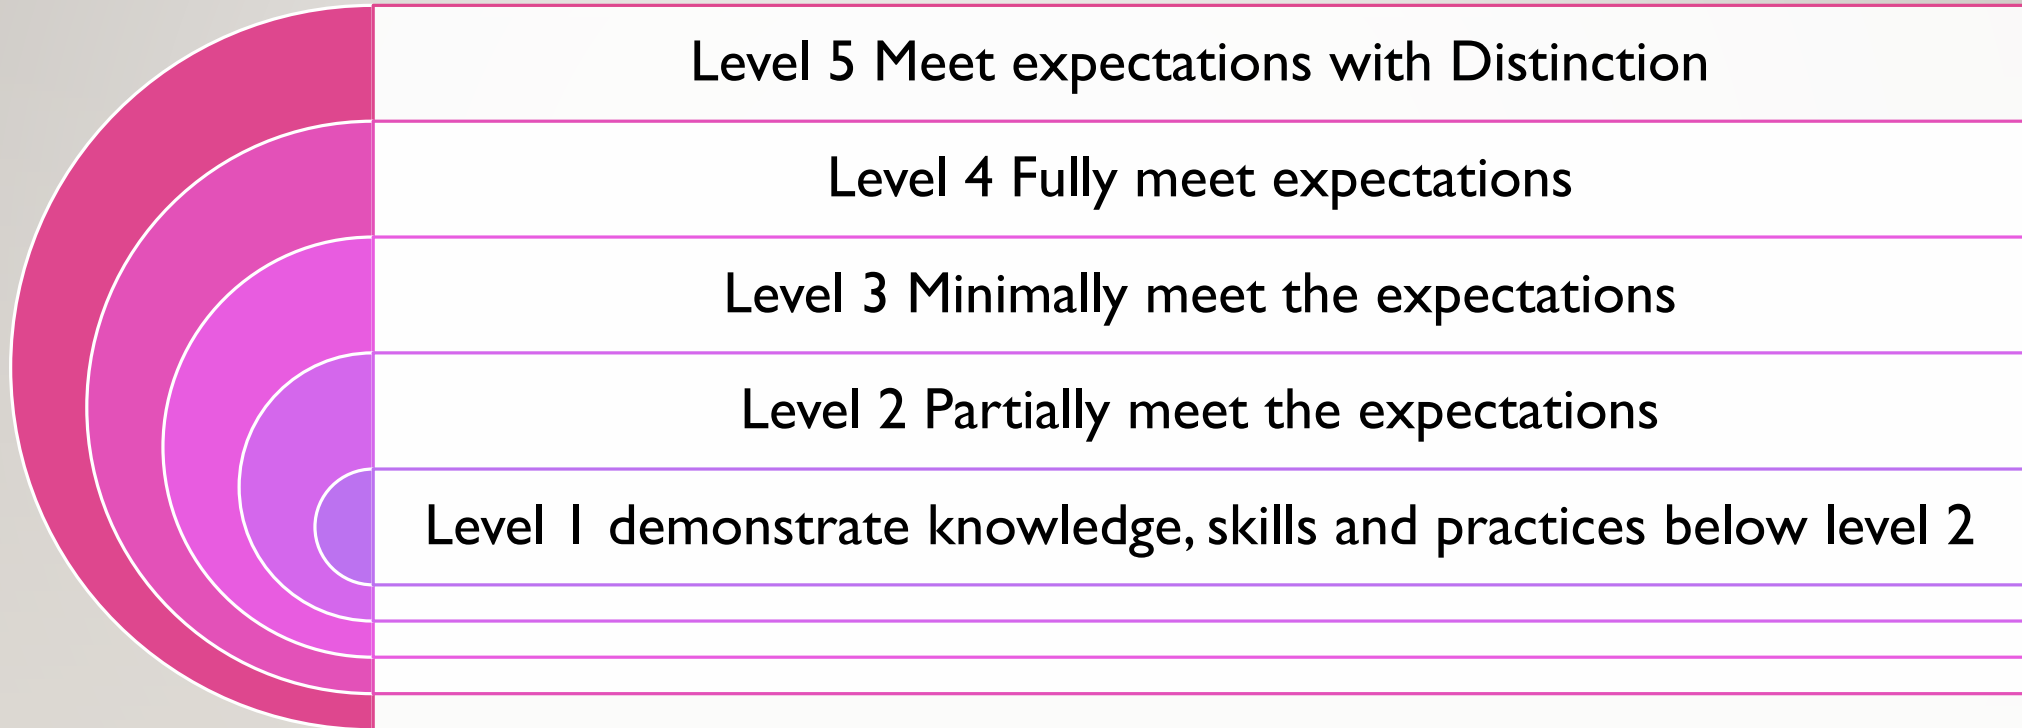 Level 5 Meet expectations with Distinction
Level 4 Fully meet expectations
Level 3 Minimally meet the expectations
Level 2 Partially meet the expectations
Level 1 demonstrate knowledge, skills and practices below level 2